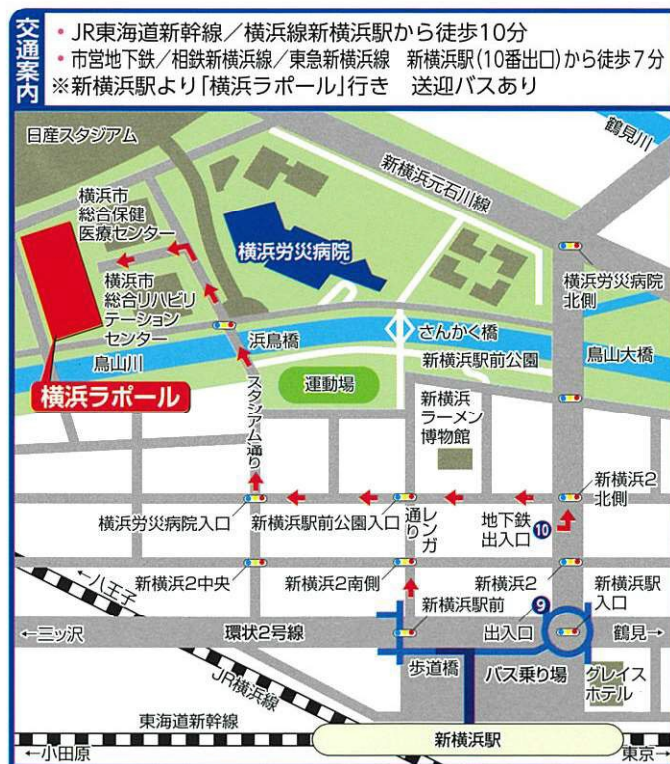 交通案内
・JR東海道新幹線／横浜線新横浜駅から徒歩10分
・市営地下鉄／相鉄新横浜線／東急新横浜線　新横浜駅(10番出口)から徒歩7分
※新横浜駅より「横浜ラポール」行き　送迎バスあり
日産スタジアム
鶴見川
新横浜元石川線
横浜市
総合保健
医療センター
横浜労災病院
横浜労災病院
北側
横浜市
総合リハビリ
テーション
センター
浜鳥橋
さんかく橋
鳥山川
新横浜駅前公園
鳥山大橋
横浜ラポール
運動場
スタジアム通り
新横浜
ラーメン
博物館
新横浜2
北側
横浜労災病院入口
新横浜駅前公園入口
レンガ
通り
地下鉄
出入口
10
←八王子
新横浜2中央
新横浜2南側
新横浜2
新横浜駅
入口
新横浜駅前
9
出入口
←三ッ沢
環状2号線
鶴見→
歩道橋
バス乗り場
グレイス
ホテル
JR横浜線
東海道新幹線
新横浜駅
←小田原
東京→